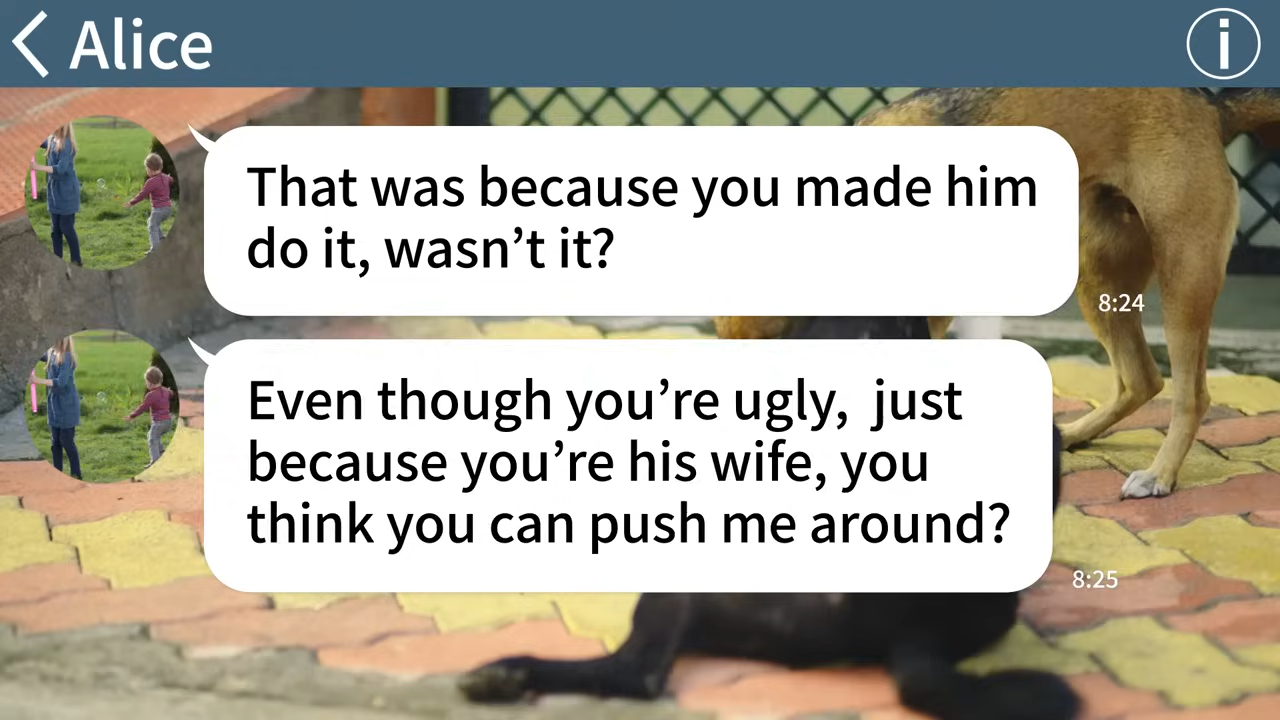 Alice
i
That was because you made him
do it, wasn’t it?
8:24
Even though you’re ugly,  just
because you’re his wife, you
think you can push me around?
8:25